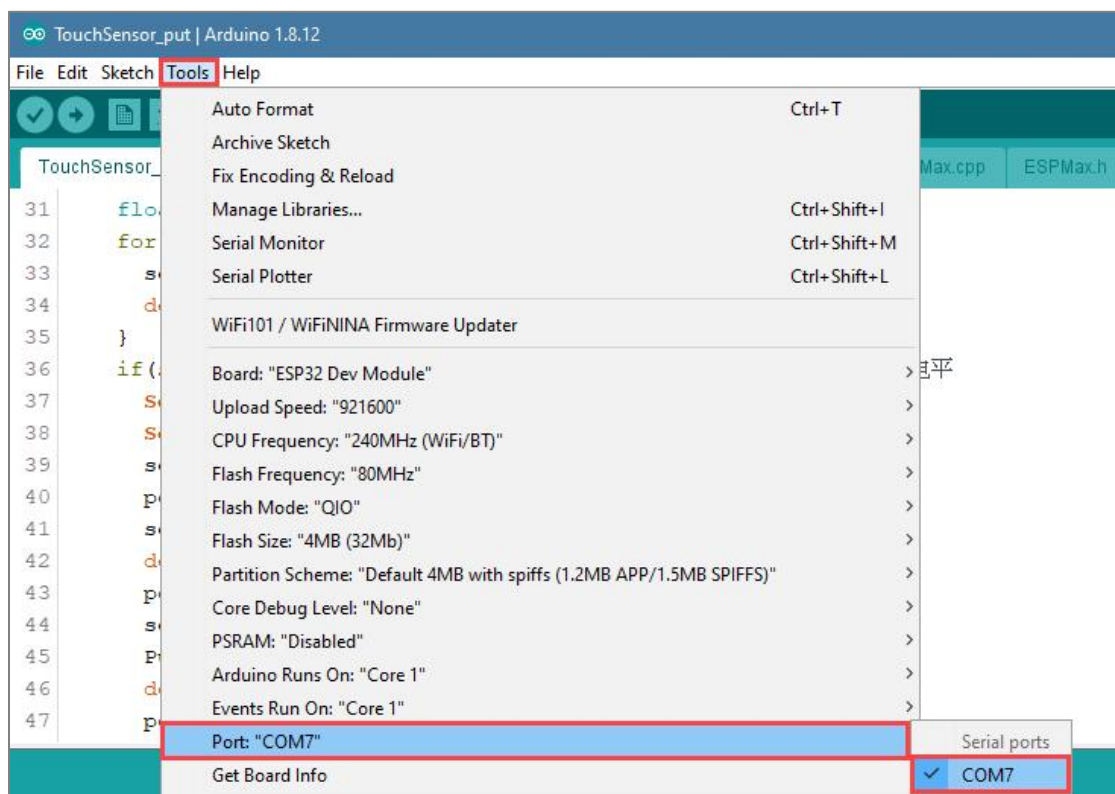 TouchSensor_put | Arduino 1.8.12
File Edit Sketch Tools Help
Auto Format Ctrl+T
Archive Sketch
TouchSensor_ Max.cpp ESPMax.h
Fix Encoding & Reload
31 Manage Libraries... Ctrl+Shift+I
32 for Serial Monitor Ctrl+Shift+M
33 Serial Plotter Ctrl+Shift+L
34
WiFi101 / WiFiNINA Firmware Updater
35 }
36 if( Board: "ESP32 Dev Module" > 电平
37 Upload Speed: "921600" >
38 CPU Frequency: "240MHz (WiFi/BT)" >
39 Flash Frequency: "80MHz" >
40 Flash Mode: "QIO" >
41 Flash Size: "4MB (32Mb)" >
42 Partition Scheme: "Default 4MB with spiffs (1.2MB APP/1.5MB SPIFFS)" >
43 Core Debug Level: "None" >
44 PSRAM: "Disabled" >
45 Arduino Runs On: "Core 1" >
46 Events Run On: "Core 1" >
47 Port: "COM7" Serial ports
Get Board Info COM7